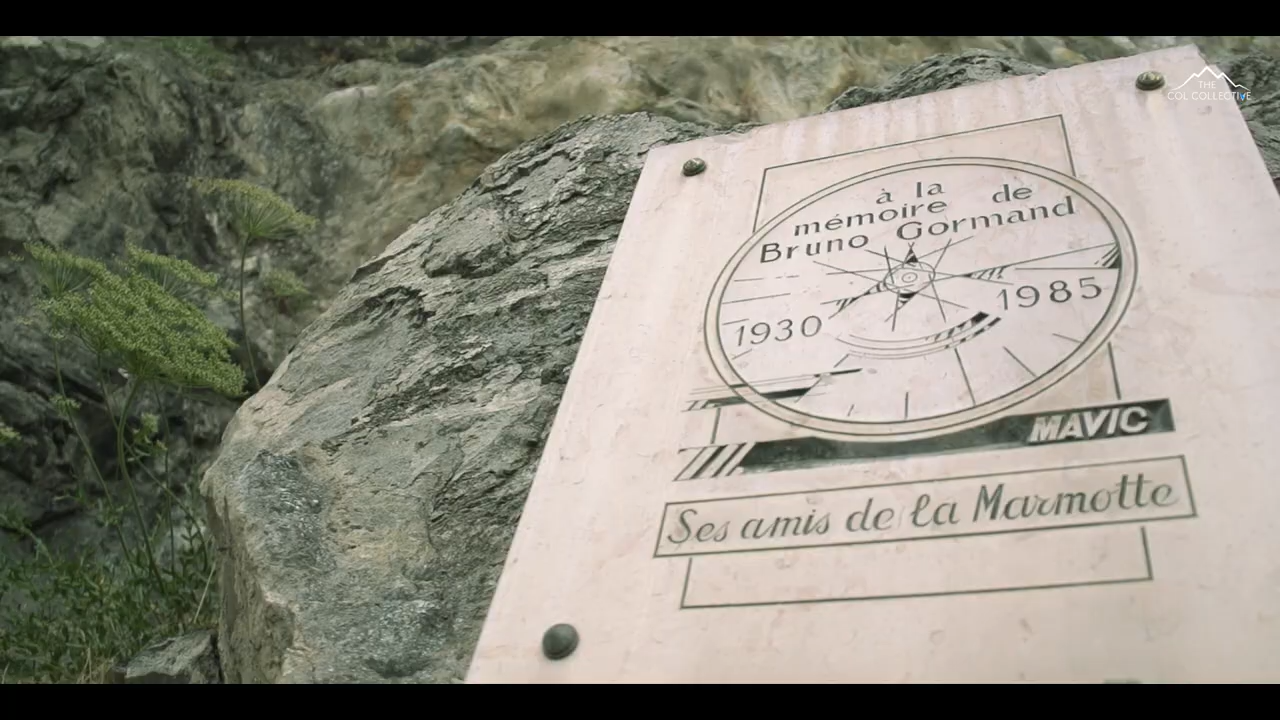 THE
COL COLLECTIVE
à la
mémoire de
Bruno Gormand
1930 1985
MAVIC
Ses amis de la Marmotte